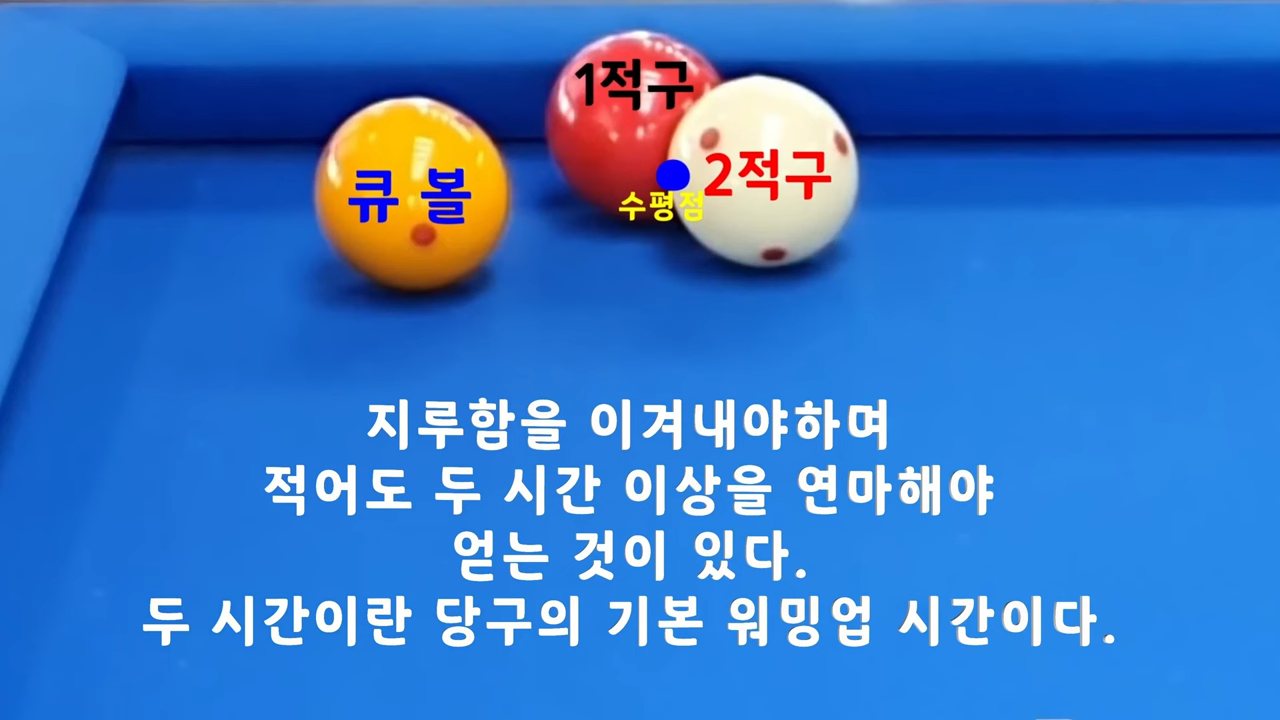 1적구
큐 볼
2적구
수평점
지루함을 이겨내야하며
적어도 두 시간 이상을 연마해야
얻는 것이 있다.
두 시간이란 당구의 기본 워밍업 시간이다.